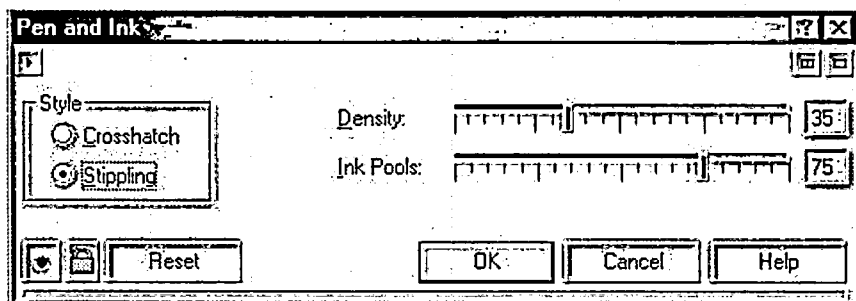 Pen and Ink
Style
Crosshatch
Stippling
Density: 35
Ink Pools: 75
Reset OK Cancel Help